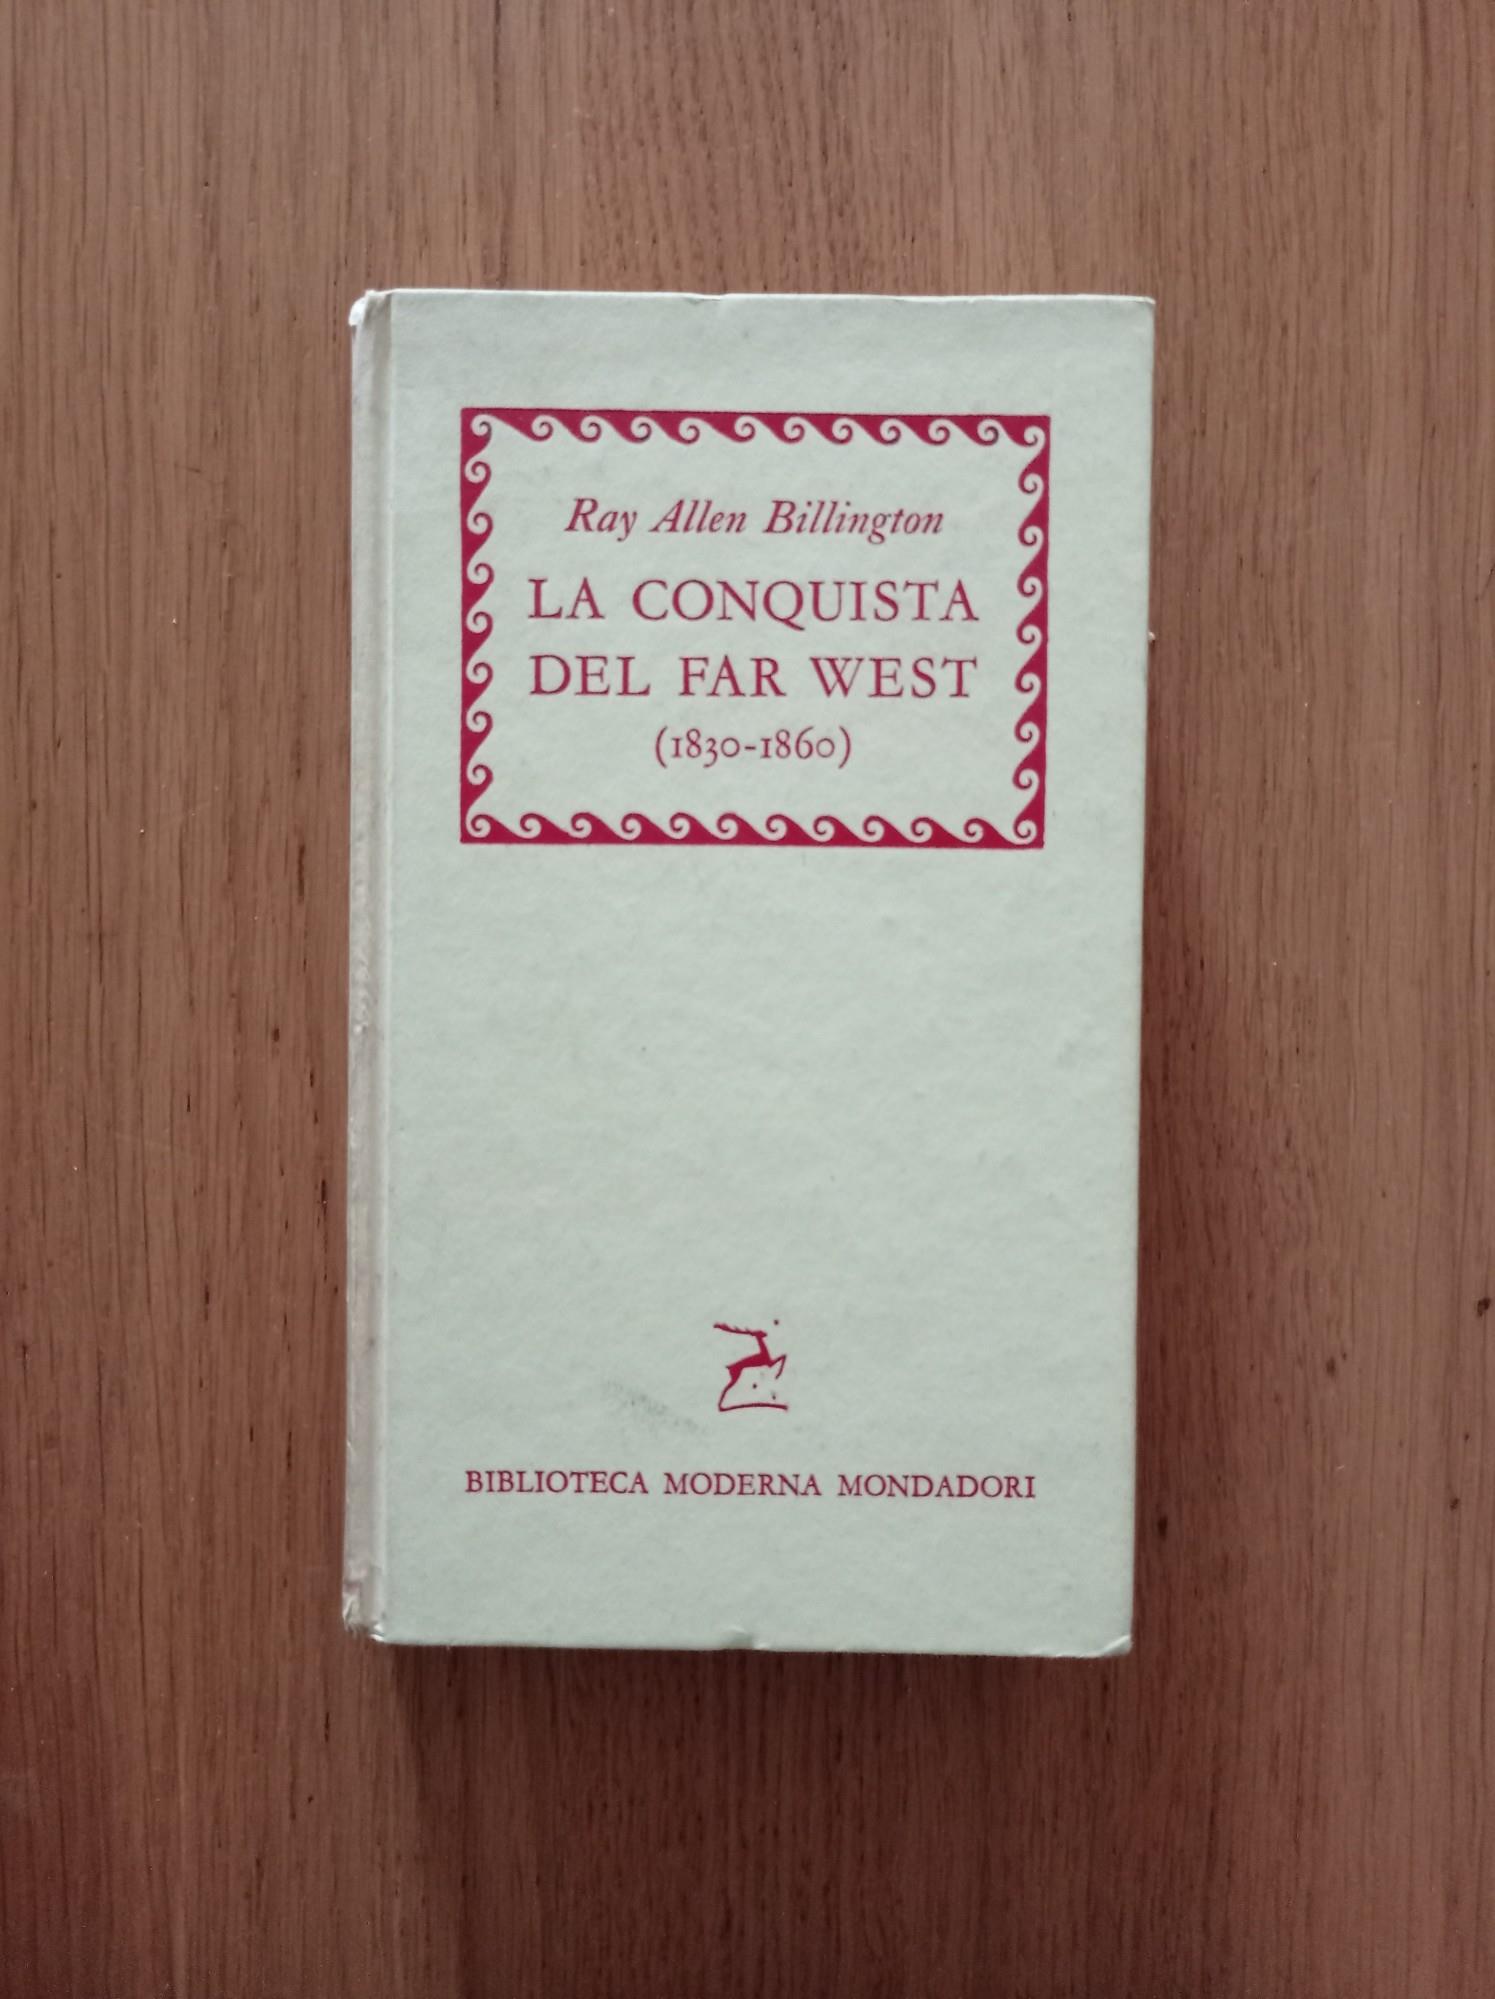 Ray Allen Billington
LA CONQUISTA
DEL FAR WEST
(1830-1860)
BIBLIOTECA MODERNA MONDADORI